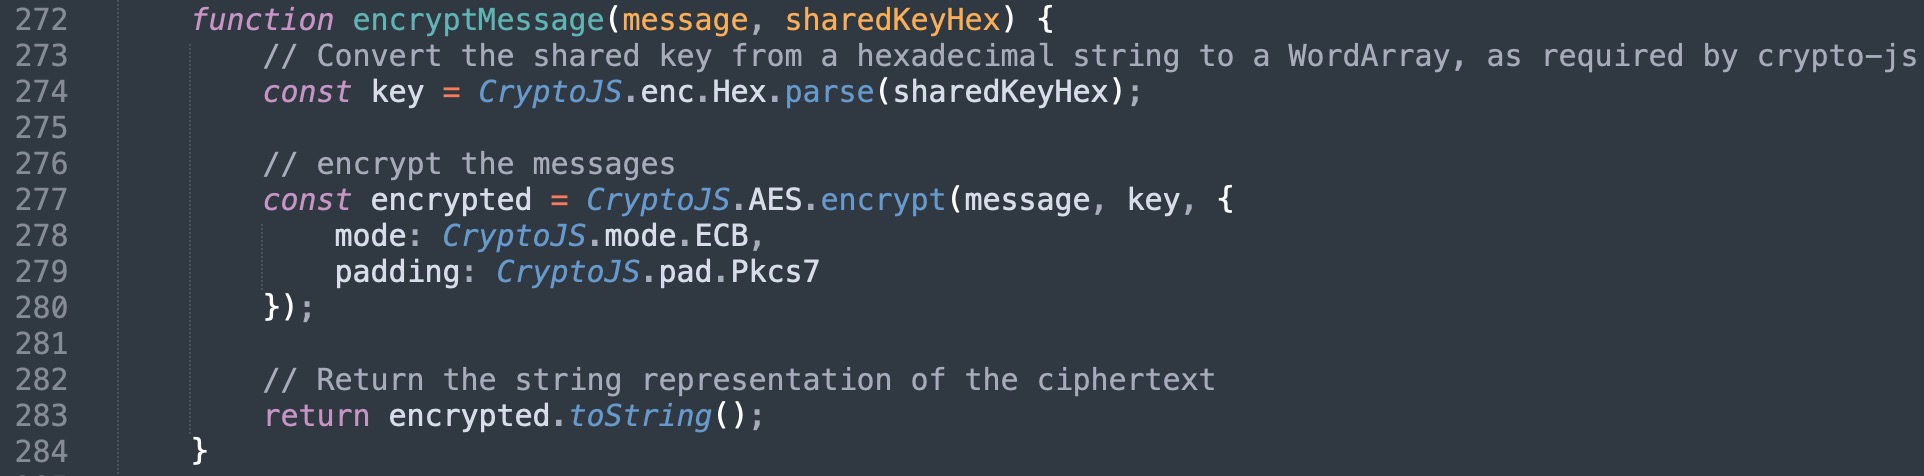 272 function encryptMessage(message, sharedKeyHex) {
273 // Convert the shared key from a hexadecimal string to a WordArray, as required by crypto-js
274 const key = CryptoJS.enc.Hex.parse(sharedKeyHex);
275
276 // encrypt the messages
277 const encrypted = CryptoJS.AES.encrypt(message, key, {
278 mode: CryptoJS.mode.ECB,
279 padding: CryptoJS.pad.Pkcs7
280 });
281
282 // Return the string representation of the ciphertext
283 return encrypted.toString();
284 }